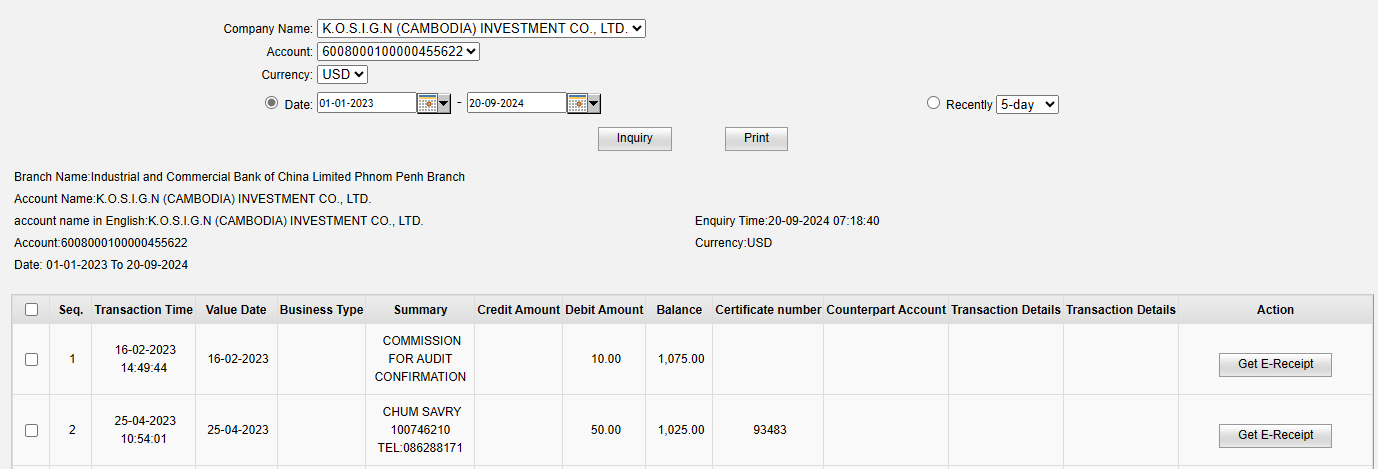 Company Name: K.O.S.I.G.N (CAMBODIA) INVESTMENT CO., LTD.
Account: 6008000100000455622
Currency: USD
Date: 01-01-2023 - 20-09-2024 Recently 5-day
Inquiry Print
Branch Name:Industrial and Commercial Bank of China Limited Phnom Penh Branch
Account Name:K.O.S.I.G.N (CAMBODIA) INVESTMENT CO., LTD.
account name in English:K.O.S.I.G.N (CAMBODIA) INVESTMENT CO., LTD. Enquiry Time:20-09-2024 07:18:40
Account:6008000100000455622 Currency:USD
Date: 01-01-2023 To 20-09-2024
Seq. Transaction Time Value Date Business Type Summary Credit Amount Debit Amount Balance Certificate number Counterpart Account Transaction Details Transaction Details Action
1 16-02-2023 14:49:44 16-02-2023 COMMISSION FOR AUDIT CONFIRMATION 10.00 1,075.00 Get E-Receipt
2 25-04-2023 10:54:01 25-04-2023 CHUM SAVRY 100746210 TEL:086288171 50.00 1,025.00 93483 Get E-Receipt